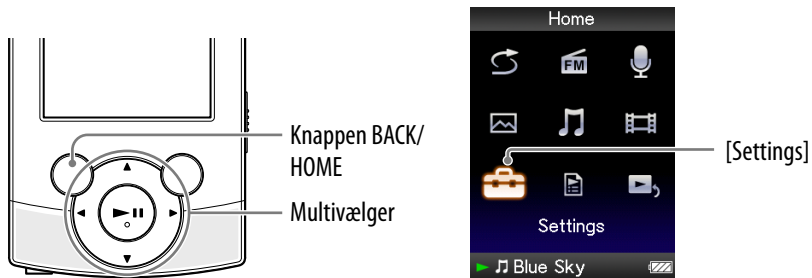 Knappen BACK/
HOME
Multivælger
Home
FM
[Settings]
Settings
Blue Sky